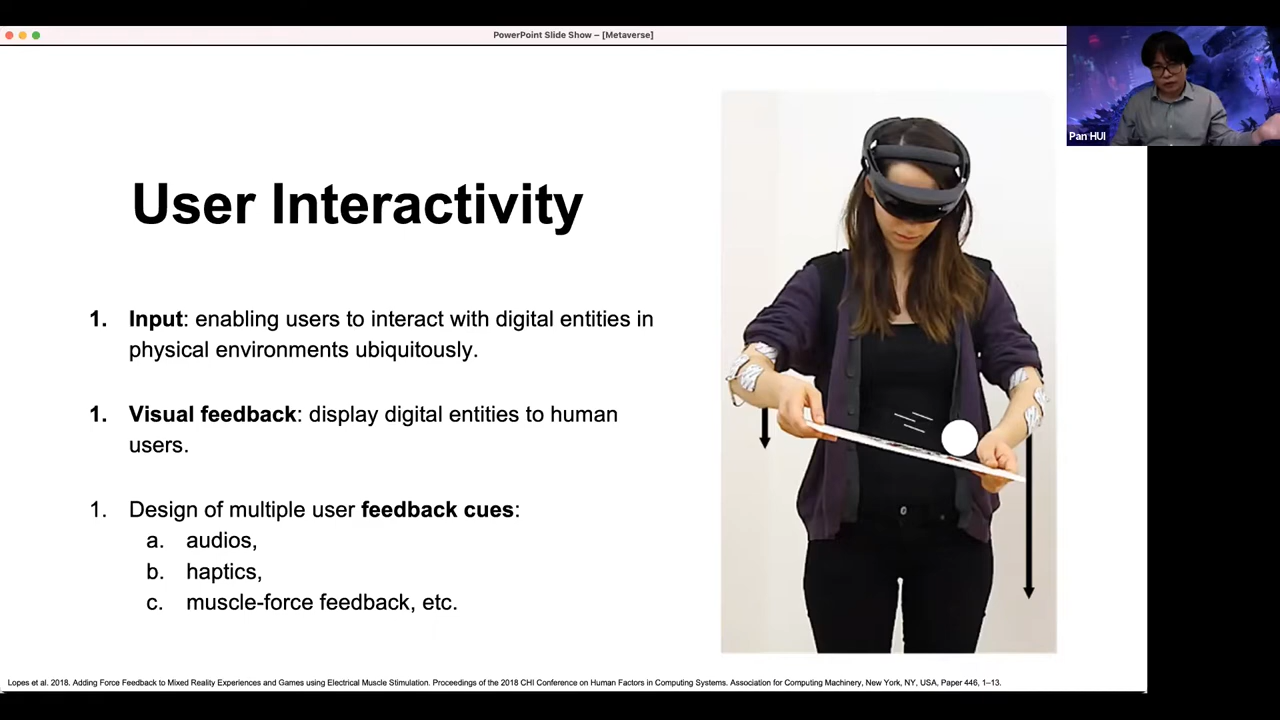 PowerPoint Slide Show – [Metaverse]
Pan HUI
User Interactivity
1. Input: enabling users to interact with digital entities in
physical environments ubiquitously.
1. Visual feedback: display digital entities to human
users.
1. Design of multiple user feedback cues:
a. audios,
b. haptics,
c. muscle-force feedback, etc.
Lopes et al. 2018. Adding Force Feedback to Mixed Reality Experiences and Games using Electrical Muscle Stimulation. Proceedings of the 2018 CHI Conference on Human Factors in Computing Systems. Association for Computing Machinery, New York, NY, USA, Paper 446, 1–13.